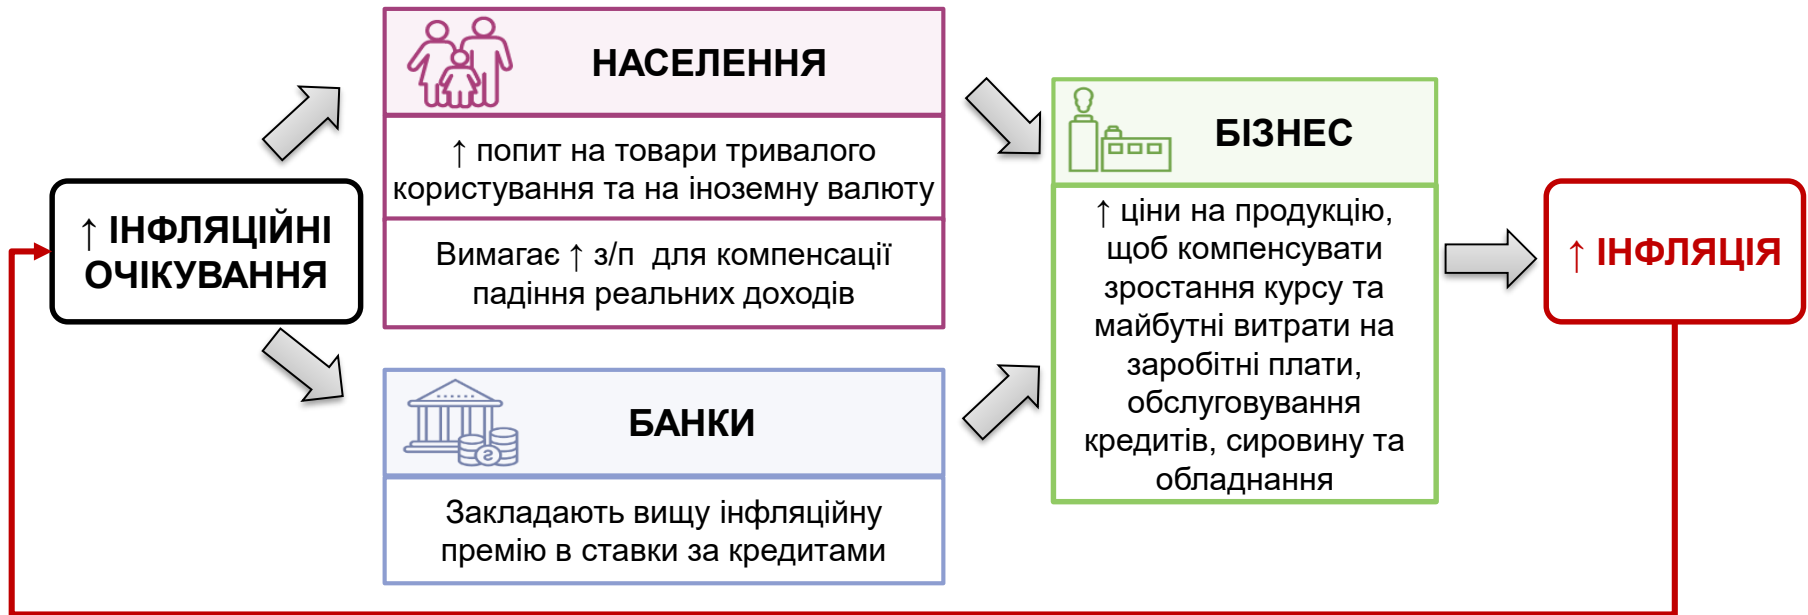 ↑ ІНФЛЯЦІЙНІ
ОЧІКУВАННЯ
НАСЕЛЕННЯ
↑ попит на товари тривалого
користування та на іноземну валюту
Вимагає ↑ з/п для компенсації
падіння реальних доходів
БАНКИ
Закладають вищу інфляційну
премію в ставки за кредитами
БІЗНЕС
↑ ціни на продукцію,
щоб компенсувати
зростання курсу та
майбутні витрати на
заробітні плати,
обслуговування
кредитів, сировину та
обладнання
↑ ІНФЛЯЦІЯ